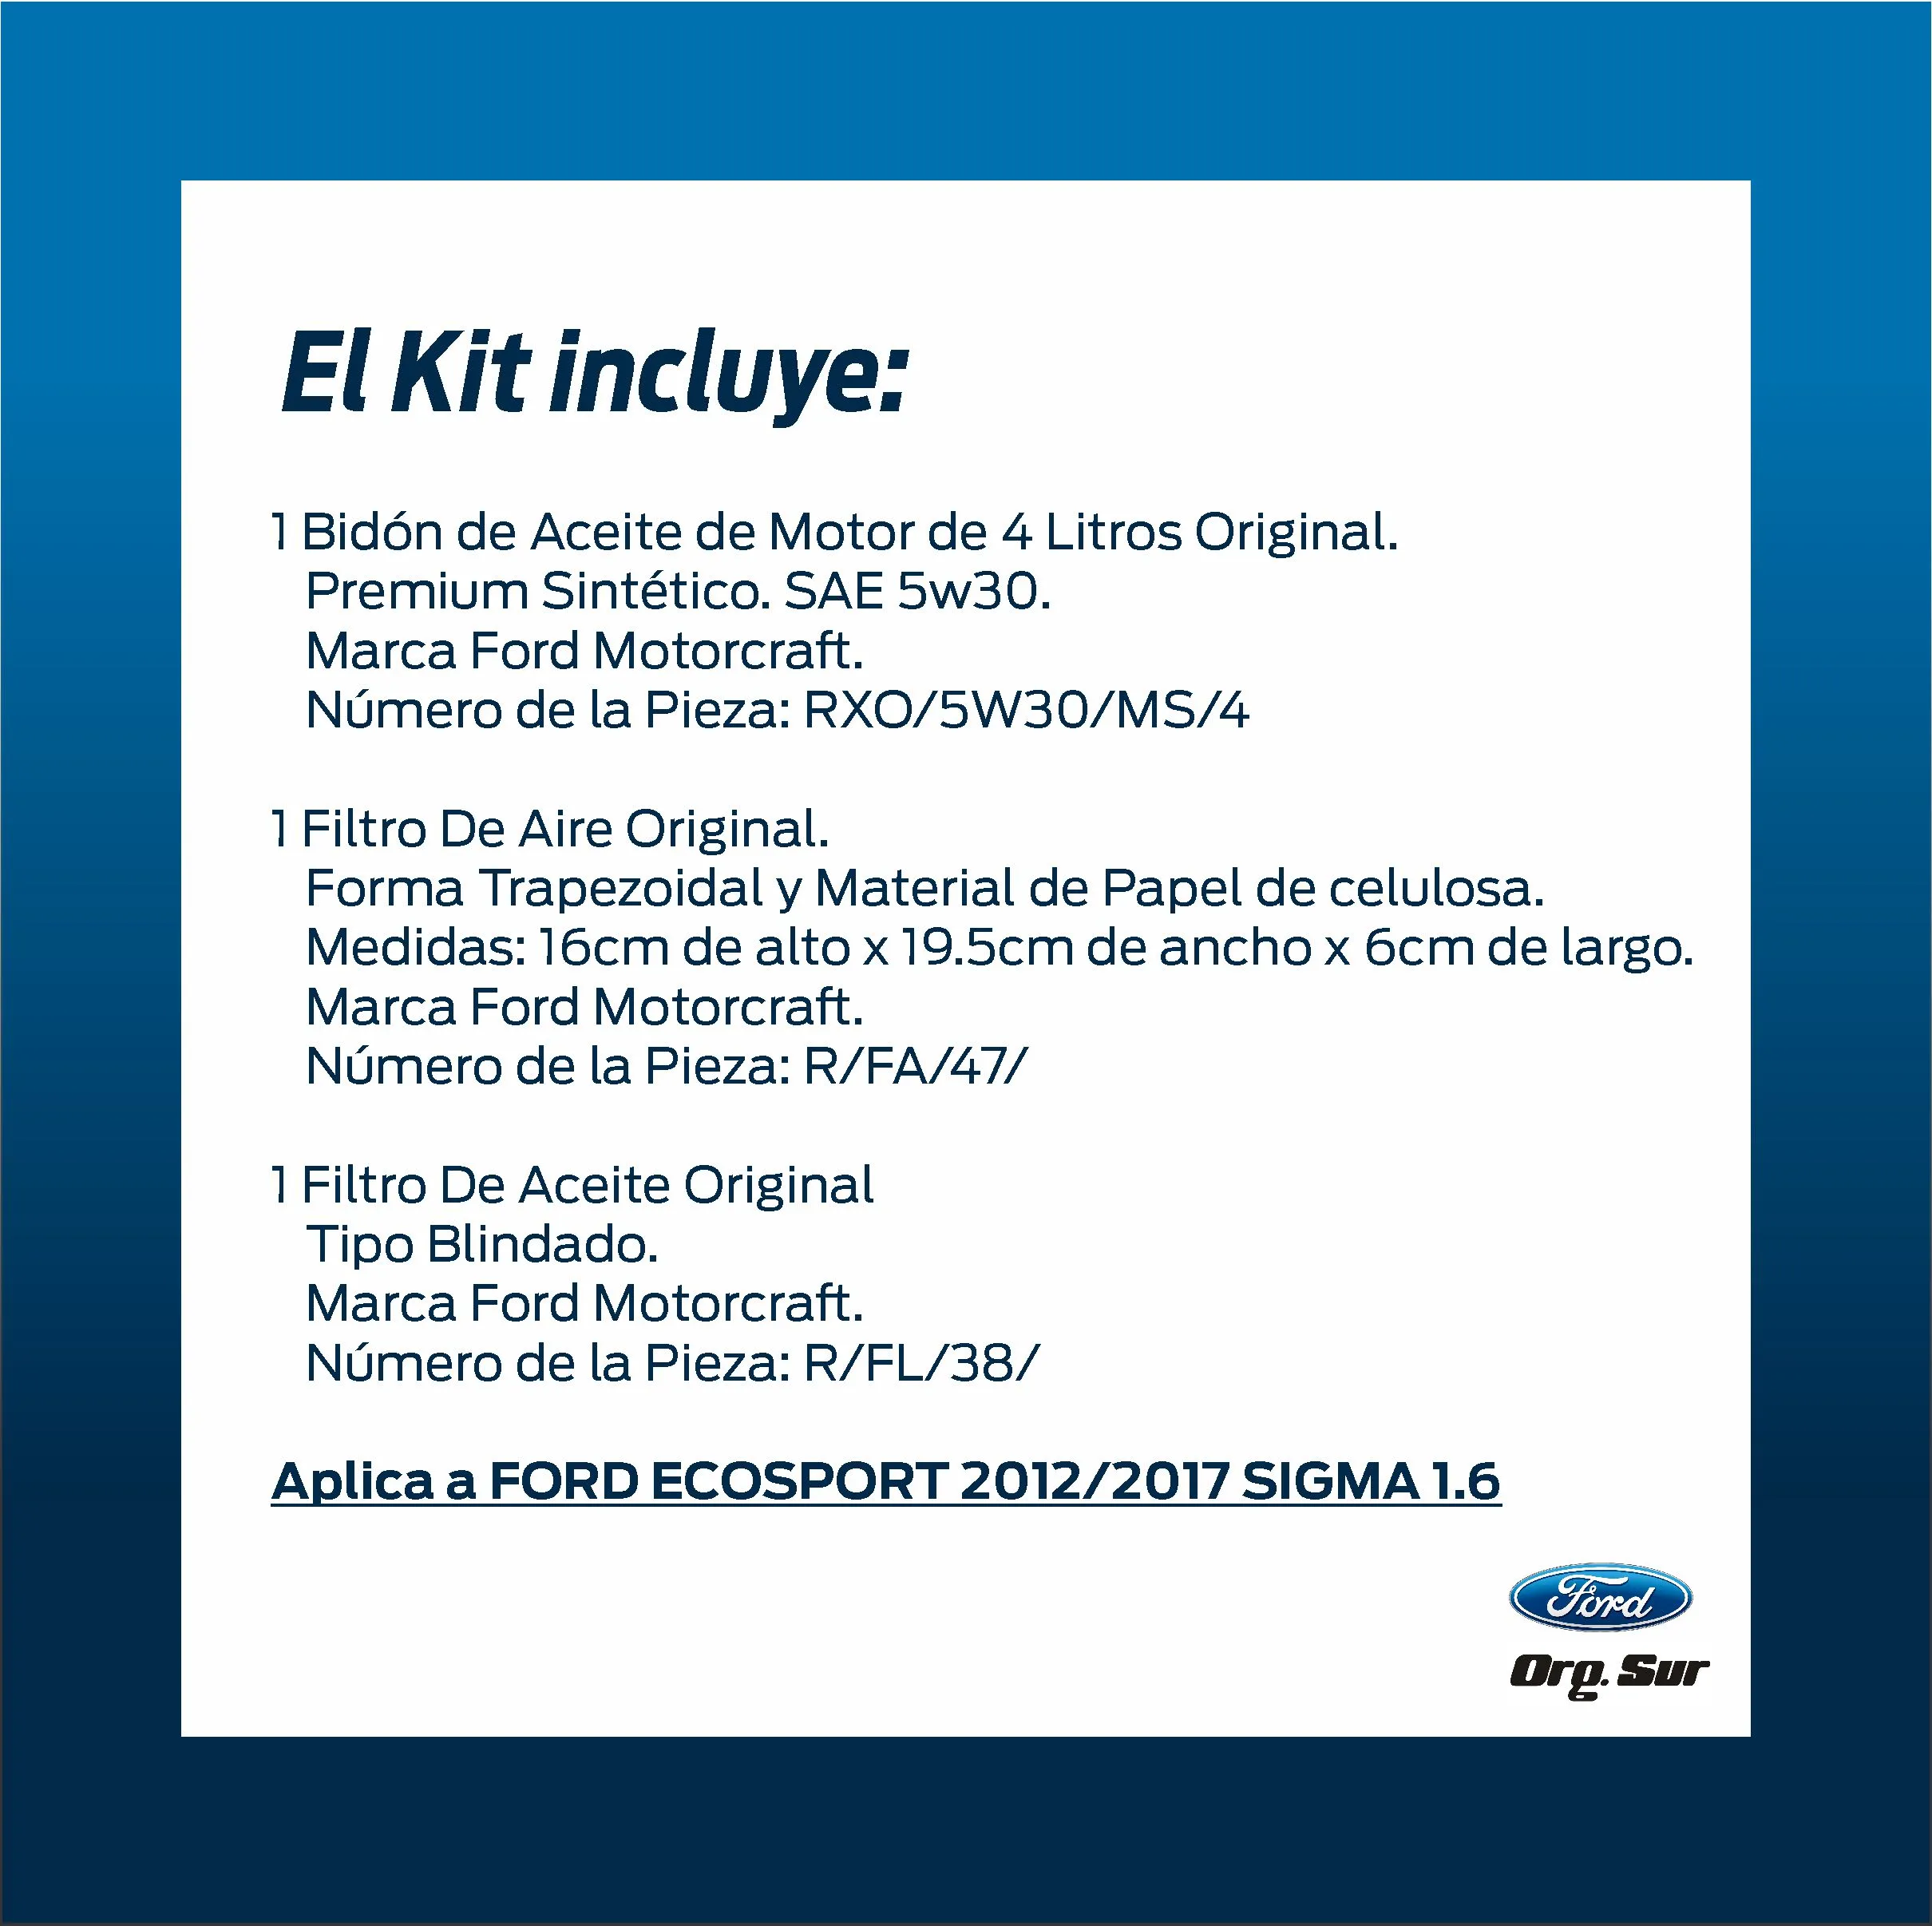 El Kit incluye:
1 Bidón de Aceite de Motor de 4 Litros Original.
Premium Sintético. SAE 5w30.
Marca Ford Motorcraft.
Número de la Pieza: RXO/5W30/MS/4
1 Filtro De Aire Original.
Forma Trapezoidal y Material de Papel de celulosa.
Medidas: 16cm de alto x 19.5cm de ancho x 6cm de largo.
Marca Ford Motorcraft.
Número de la Pieza: R/FA/47/
1 Filtro De Aceite Original
Tipo Blindado.
Marca Ford Motorcraft.
Número de la Pieza: R/FL/38/
Aplica a FORD ECOSPORT 2012/2017 SIGMA 1.6
Ford
Org. Sur